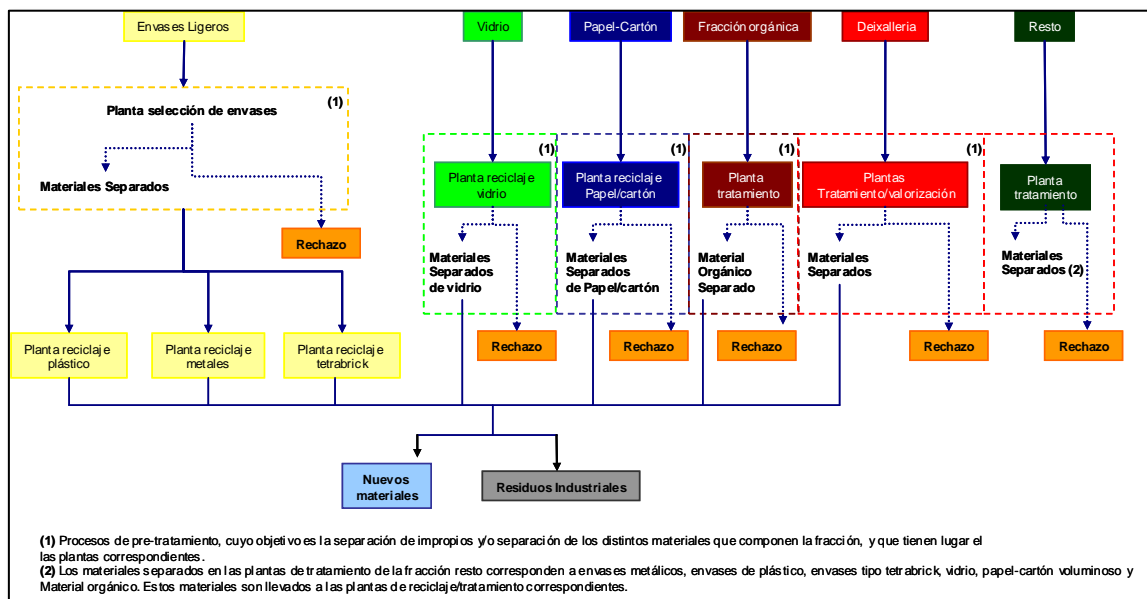 Envases Ligeros
Vidrio
Papel-Cartón
Fracción orgánica
Deixalleria
Resto
(1)
Planta selección de envases
Materiales Separados
Rechazo
(1)
(1)
(1)
(1)
(1)
Planta reciclaje
vidrio
Planta reciclaje
Papel/cartón
Planta
tratamiento
Plantas
Tratamiento/valorización
Planta
tratamiento
Materiales
Separados
de vidrio
Materiales
Separados
de Papel/cartón
Material
Orgánico
Separado
Materiales
Separados
Materiales
Separados (2)
Rechazo
Rechazo
Rechazo
Rechazo
Rechazo
Planta reciclaje
plástico
Planta reciclaje
metales
Planta reciclaje
tetrabrick
Nuevos
materiales
Residuos Industriales
(1) Procesos de pre-tratamiento, cuyo objetivo es la separación de impropios y/o separación de los distintos materiales que componen la fracción, y que tienen lugar el
las plantas correspondientes.
(2) Los materiales separados en las plantas de tratamiento de la fracción resto corresponden a envases metálicos, envases de plástico, envases tipo tetrabrick, vidrio, papel-cartón voluminoso y
Material orgánico. Estos materiales son llevados a las plantas de reciclaje/tratamiento correspondientes.